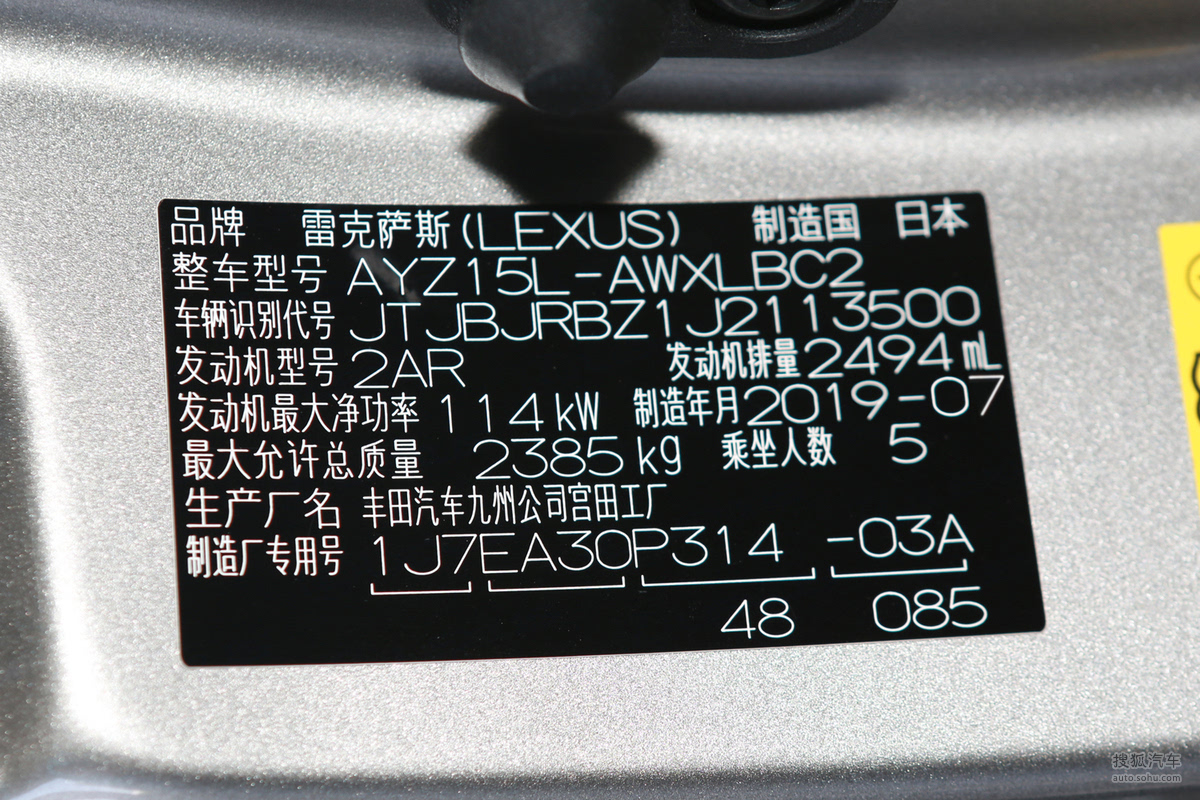 品牌 雷克萨斯(LEXUS) 制造国 日本
整车型号 AYZ15L-AWXLBC2
车辆识别代号 JTJBJRBZ1J2113500
发动机型号 2AR 发动机排量 2494 mL
发动机最大净功率 114 kW 制造年月 2019-07
最大允许总质量 2385 kg 乘坐人数 5
生产厂名 丰田汽车九州公司宫田工厂
制造厂专用号 1J7EA30P314 -03A
48 085
搜狐汽车
auto.sohu.com